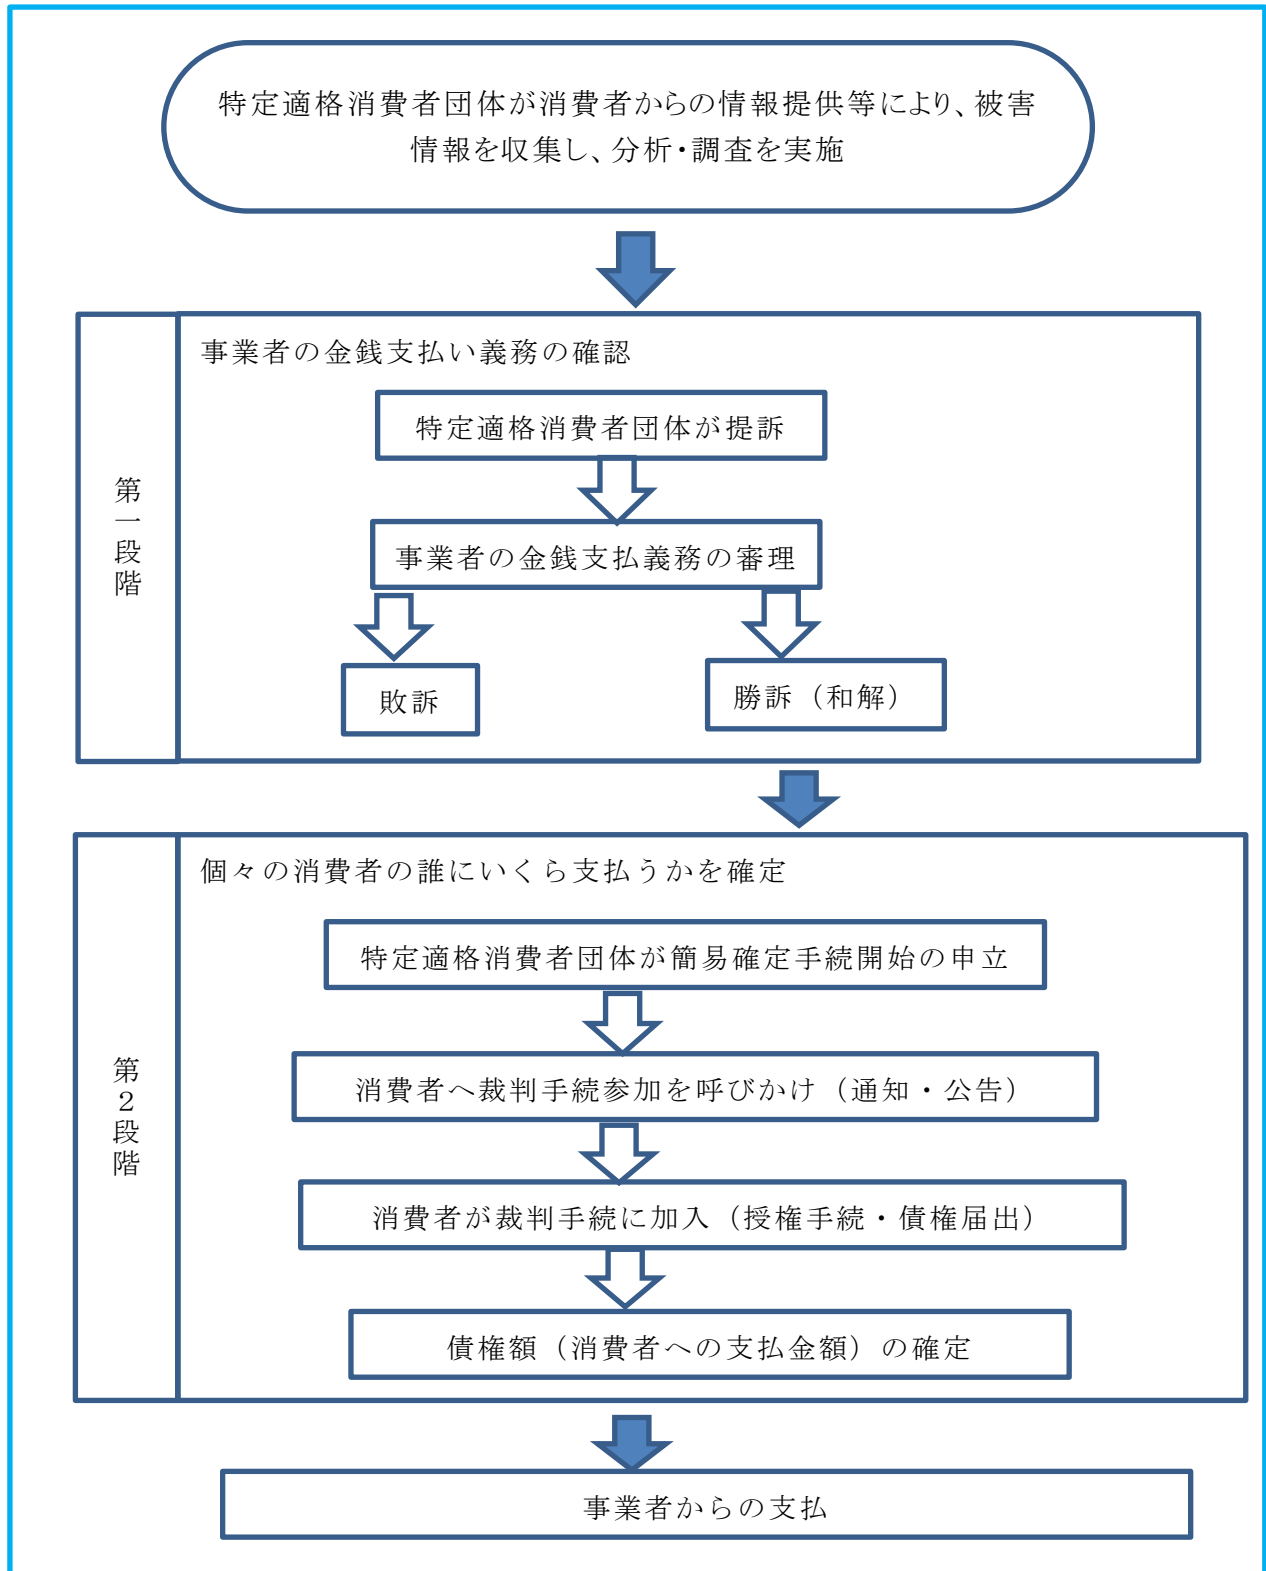 特定適格消費者団体が消費者からの情報提供等により、被害
情報を収集し、分析・調査を実施
第一段階
事業者の金銭支払い義務の確認
特定適格消費者団体が提訴
事業者の金銭支払義務の審理
敗訴
勝訴（和解）
第２段階
個々の消費者の誰にいくら支払うかを確定
特定適格消費者団体が簡易確定手続開始の申立
消費者へ裁判手続参加を呼びかけ（通知・公告）
消費者が裁判手続に加入（授権手続・債権届出）
債権額（消費者への支払金額）の確定
事業者からの支払